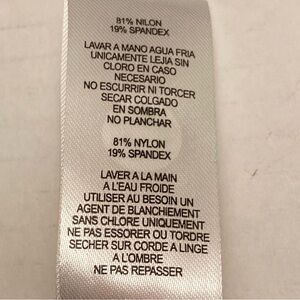 81% NILON
19% SPANDEX
LAVAR A MANO AGUA FRIA
UNICAMENTE LEJIA SIN
CLORO EN CASO
NECESARIO
NO ESCURRIR NI TORCER
SECAR COLGADO
EN SOMBRA
NO PLANCHAR
81% NYLON
19% SPANDEX
LAVER A LA MAIN
A L'EAU FROIDE
UTILISER AU BESOIN UN
AGENT DE BLANCHIEMENT
SANS CHLORE UNIQUEMENT
NE PAS ESSORER OU TORDRE
SECHER SUR CORDE A LINGE
A L'OMBRE
NE PAS REPASSER